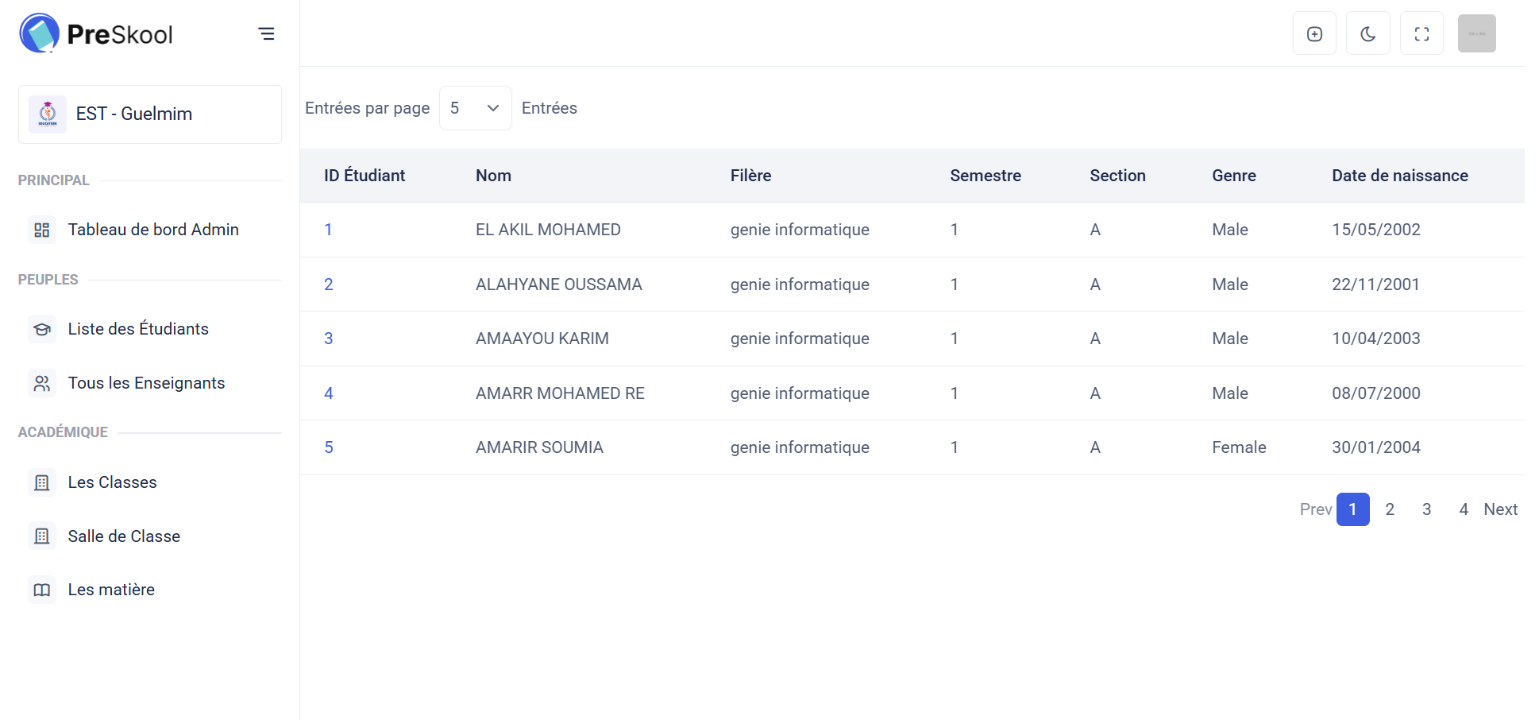 PreSkool
EST - Guelmim
PRINCIPAL
Tableau de bord Admin
PEUPLES
Liste des Étudiants
Tous les Enseignants
ACADÉMIQUE
Les Classes
Salle de Classe
Les matière
Entrées par page 5 Entrées
ID Étudiant Nom Filère Semestre Section Genre Date de naissance
1 EL AKIL MOHAMED genie informatique 1 A Male 15/05/2002
2 ALAHYANE OUSSAMA genie informatique 1 A Male 22/11/2001
3 AMAAYOU KARIM genie informatique 1 A Male 10/04/2003
4 AMARR MOHAMED RE genie informatique 1 A Male 08/07/2000
5 AMARIR SOUMIA genie informatique 1 A Female 30/01/2004
Prev 1 2 3 4 Next